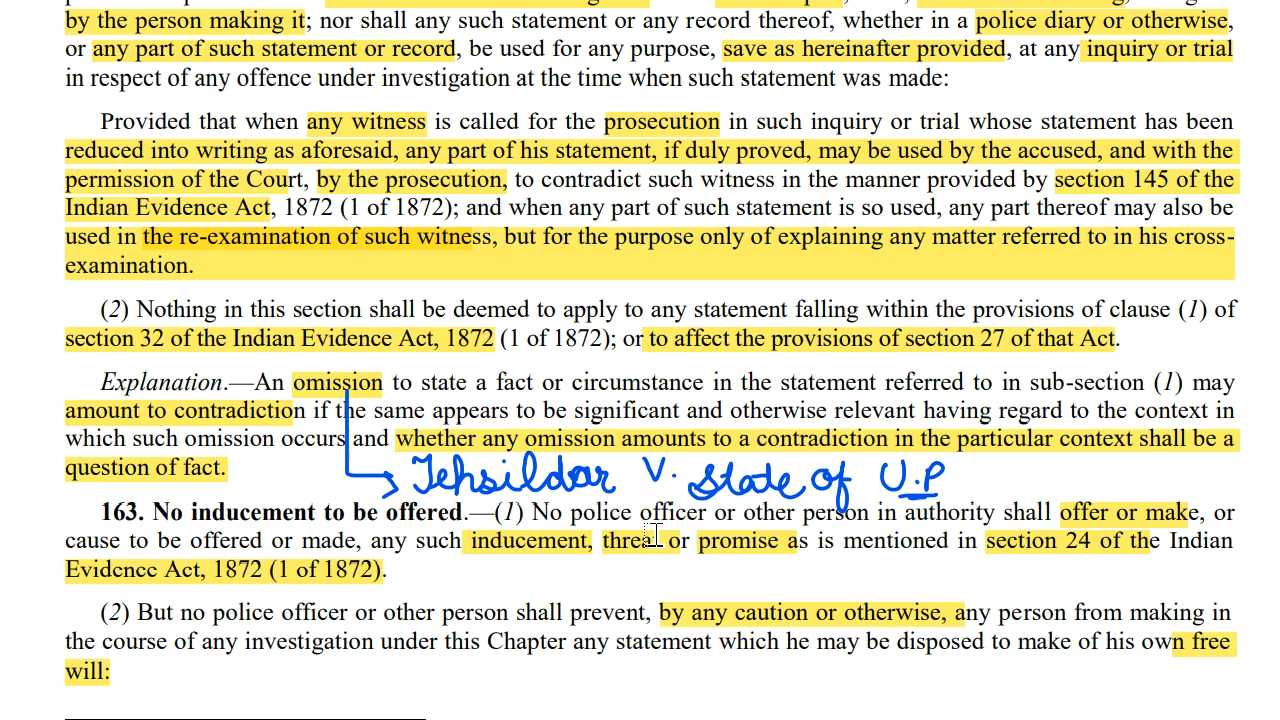 by the person making it; nor shall any such statement or any record thereof, whether in a police diary or otherwise,
or any part of such statement or record, be used for any purpose, save as hereinafter provided, at any inquiry or trial
in respect of any offence under investigation at the time when such statement was made:
Provided that when any witness is called for the prosecution in such inquiry or trial whose statement has been
reduced into writing as aforesaid, any part of his statement, if duly proved, may be used by the accused, and with the
permission of the Court, by the prosecution, to contradict such witness in the manner provided by section 145 of the
Indian Evidence Act, 1872 (1 of 1872); and when any part of such statement is so used, any part thereof may also be
used in the re-examination of such witness, but for the purpose only of explaining any matter referred to in his cross-
examination.
(2) Nothing in this section shall be deemed to apply to any statement falling within the provisions of clause (1) of
section 32 of the Indian Evidence Act, 1872 (1 of 1872); or to affect the provisions of section 27 of that Act.
Explanation.—An omission to state a fact or circumstance in the statement referred to in sub-section (1) may
amount to contradiction if the same appears to be significant and otherwise relevant having regard to the context in
which such omission occurs and whether any omission amounts to a contradiction in the particular context shall be a
question of fact.
Tehsildar V. State of U.P
163. No inducement to be offered.—(1) No police officer or other person in authority shall offer or make, or
cause to be offered or made, any such inducement, threat or promise as is mentioned in section 24 of the Indian
Evidence Act, 1872 (1 of 1872).
(2) But no police officer or other person shall prevent, by any caution or otherwise, any person from making in
the course of any investigation under this Chapter any statement which he may be disposed to make of his own free
will: